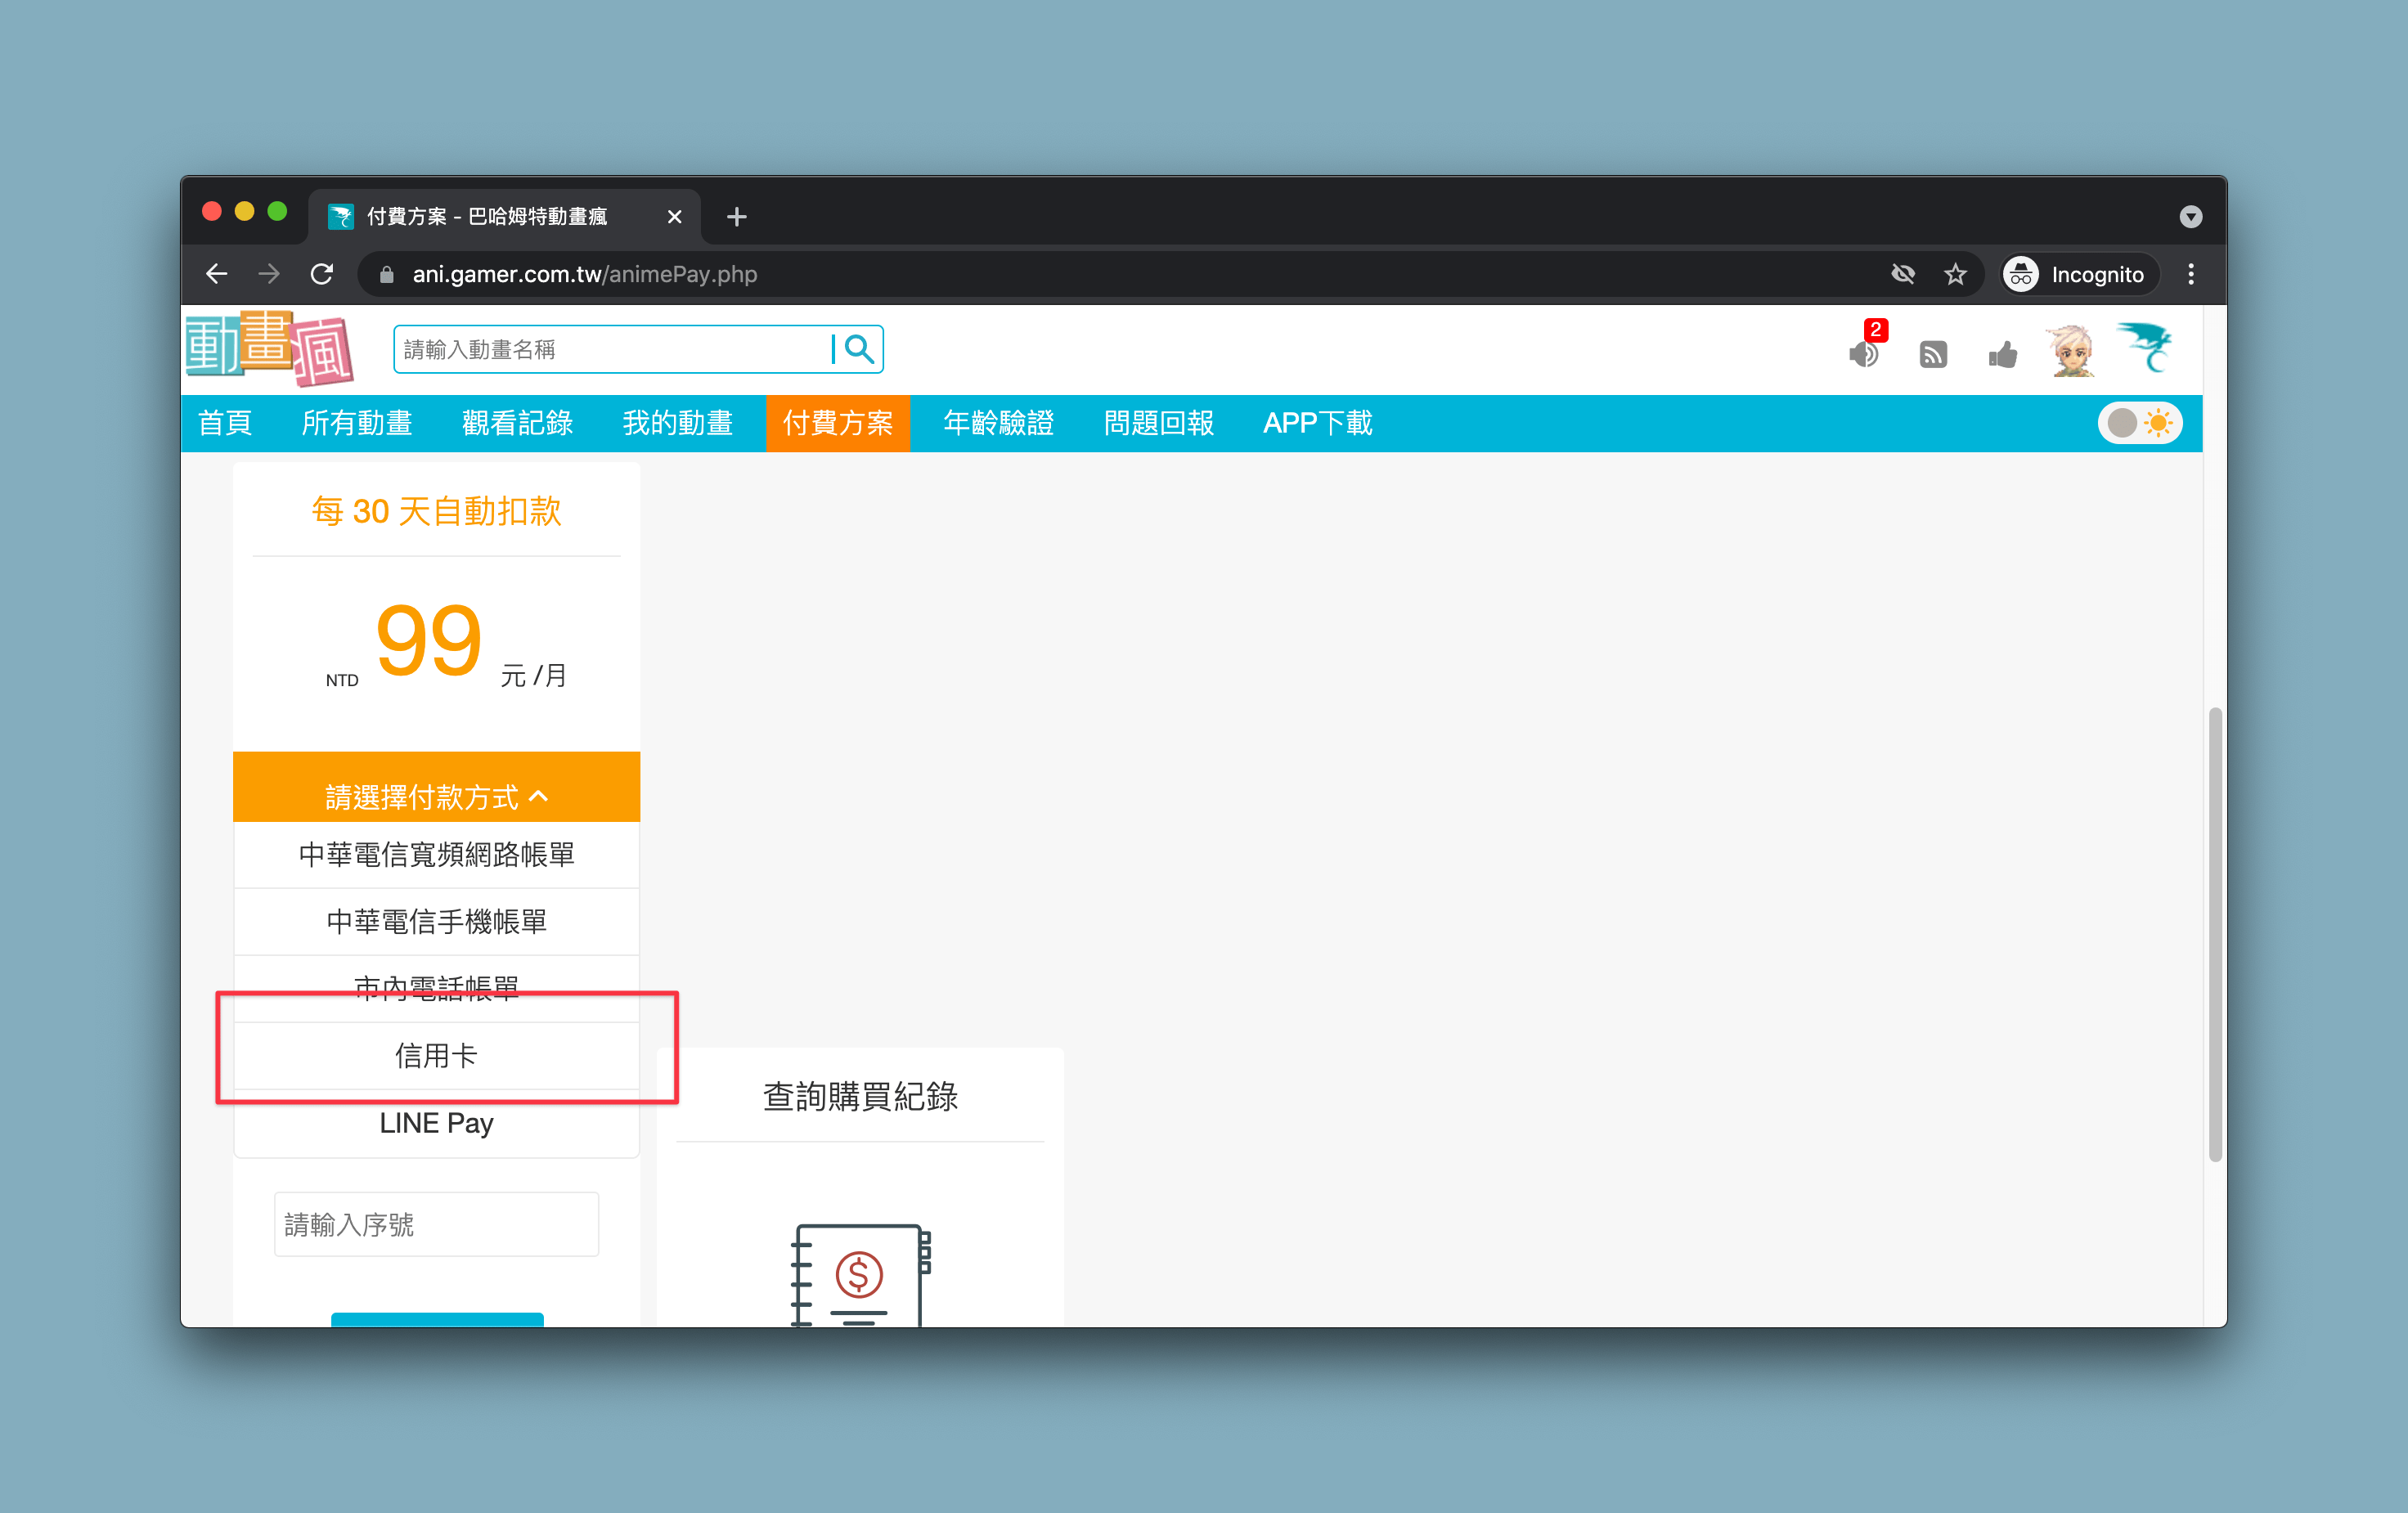 付費方案 - 巴哈姆特動畫瘋
ani.gamer.com.tw/animePay.php
Incognito
動畫瘋
請輸入動畫名稱
2
首頁 所有動畫 觀看記錄 我的動畫 付費方案 年齡驗證 問題回報 APP下載
每 30 天自動扣款
NTD 99 元 /月
請選擇付款方式
中華電信寬頻網路帳單
中華電信手機帳單
市內電話帳單
信用卡
LINE Pay
請輸入序號
查詢購買紀錄
$